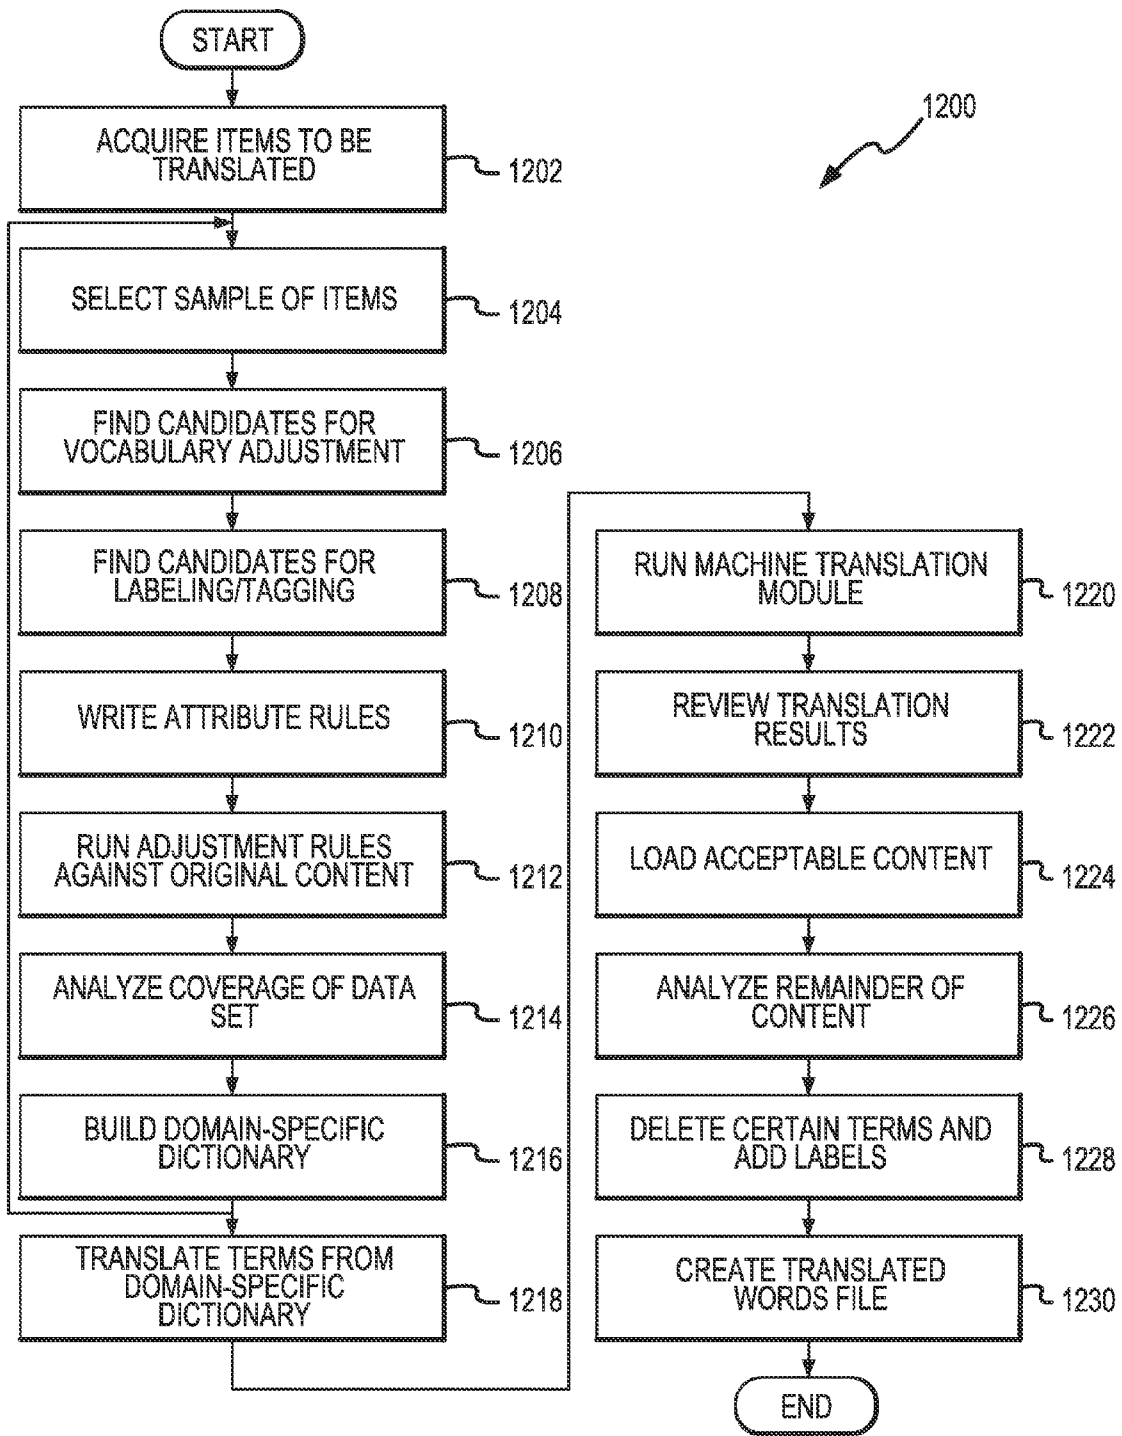 START
ACQUIRE ITEMS TO BE
TRANSLATED
1202
1200
SELECT SAMPLE OF ITEMS
1204
FIND CANDIDATES FOR
VOCABULARY ADJUSTMENT
1206
FIND CANDIDATES FOR
LABELING/TAGGING
1208
WRITE ATTRIBUTE RULES
1210
RUN ADJUSTMENT RULES
AGAINST ORIGINAL CONTENT
1212
ANALYZE COVERAGE OF DATA
SET
1214
BUILD DOMAIN-SPECIFIC
DICTIONARY
1216
TRANSLATE TERMS FROM
DOMAIN-SPECIFIC
DICTIONARY
1218
RUN MACHINE TRANSLATION
MODULE
1220
REVIEW TRANSLATION
RESULTS
1222
LOAD ACCEPTABLE CONTENT
1224
ANALYZE REMAINDER OF
CONTENT
1226
DELETE CERTAIN TERMS AND
ADD LABELS
1228
CREATE TRANSLATED
WORDS FILE
1230
END